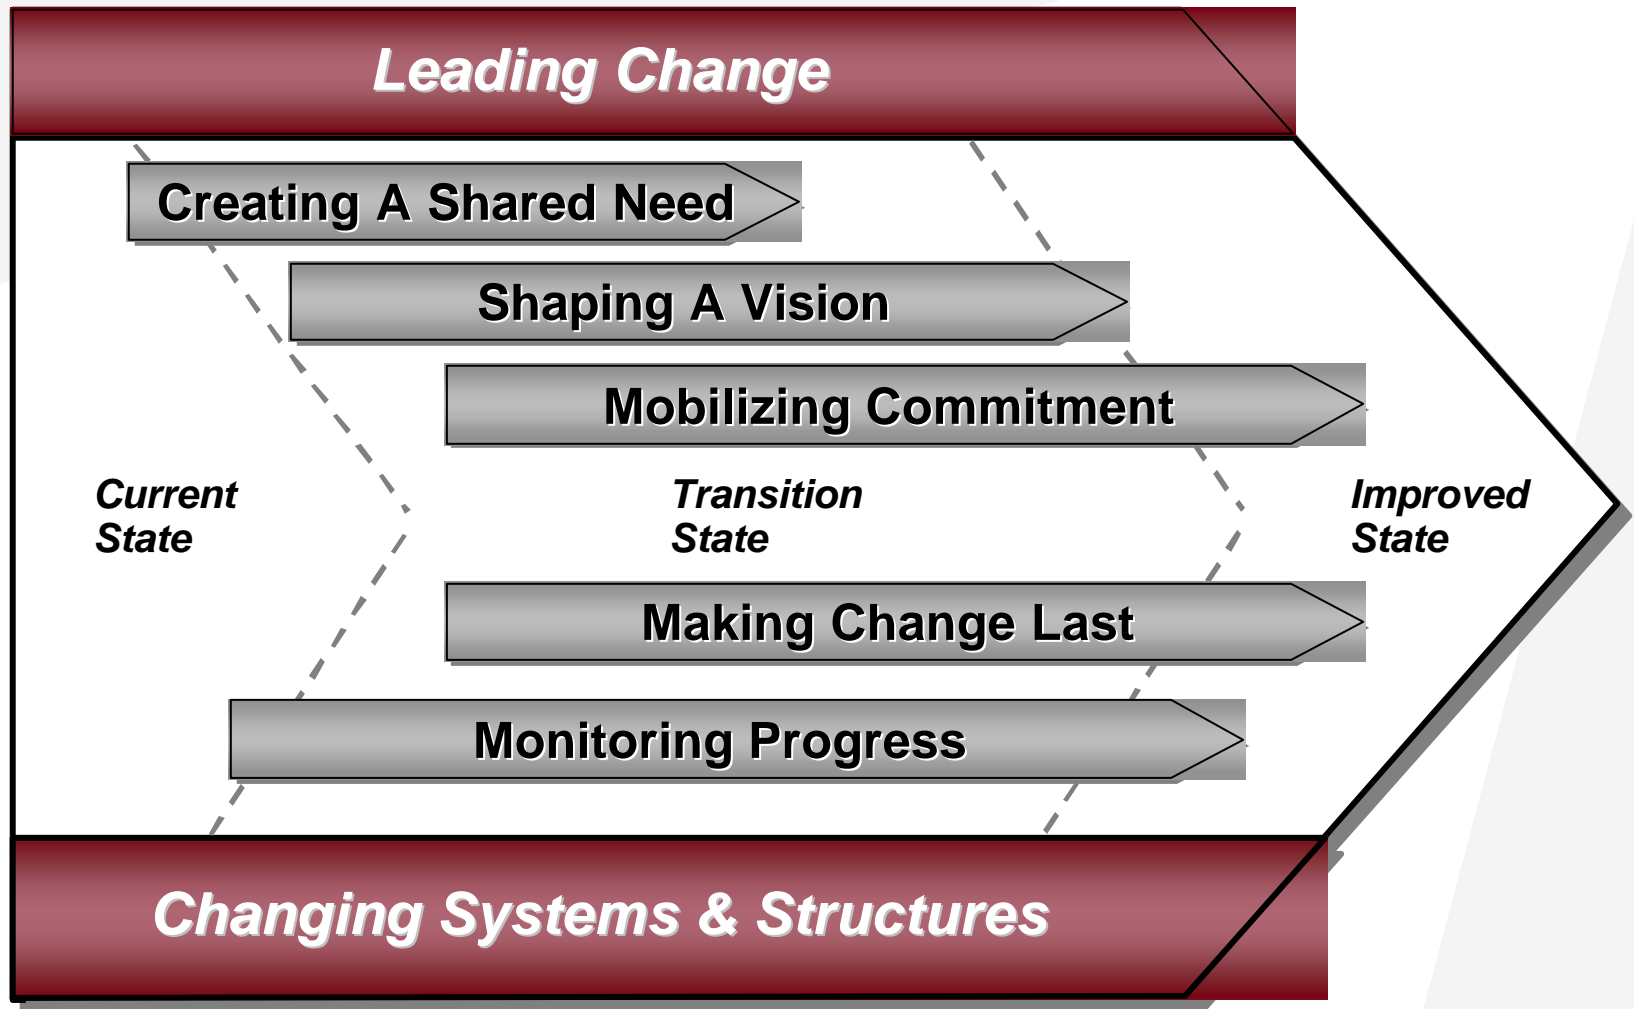 Leading Change
Creating A Shared Need
Shaping A Vision
Mobilizing Commitment
Current
State
Transition
State
Improved
State
Making Change Last
Monitoring Progress
Changing Systems & Structures